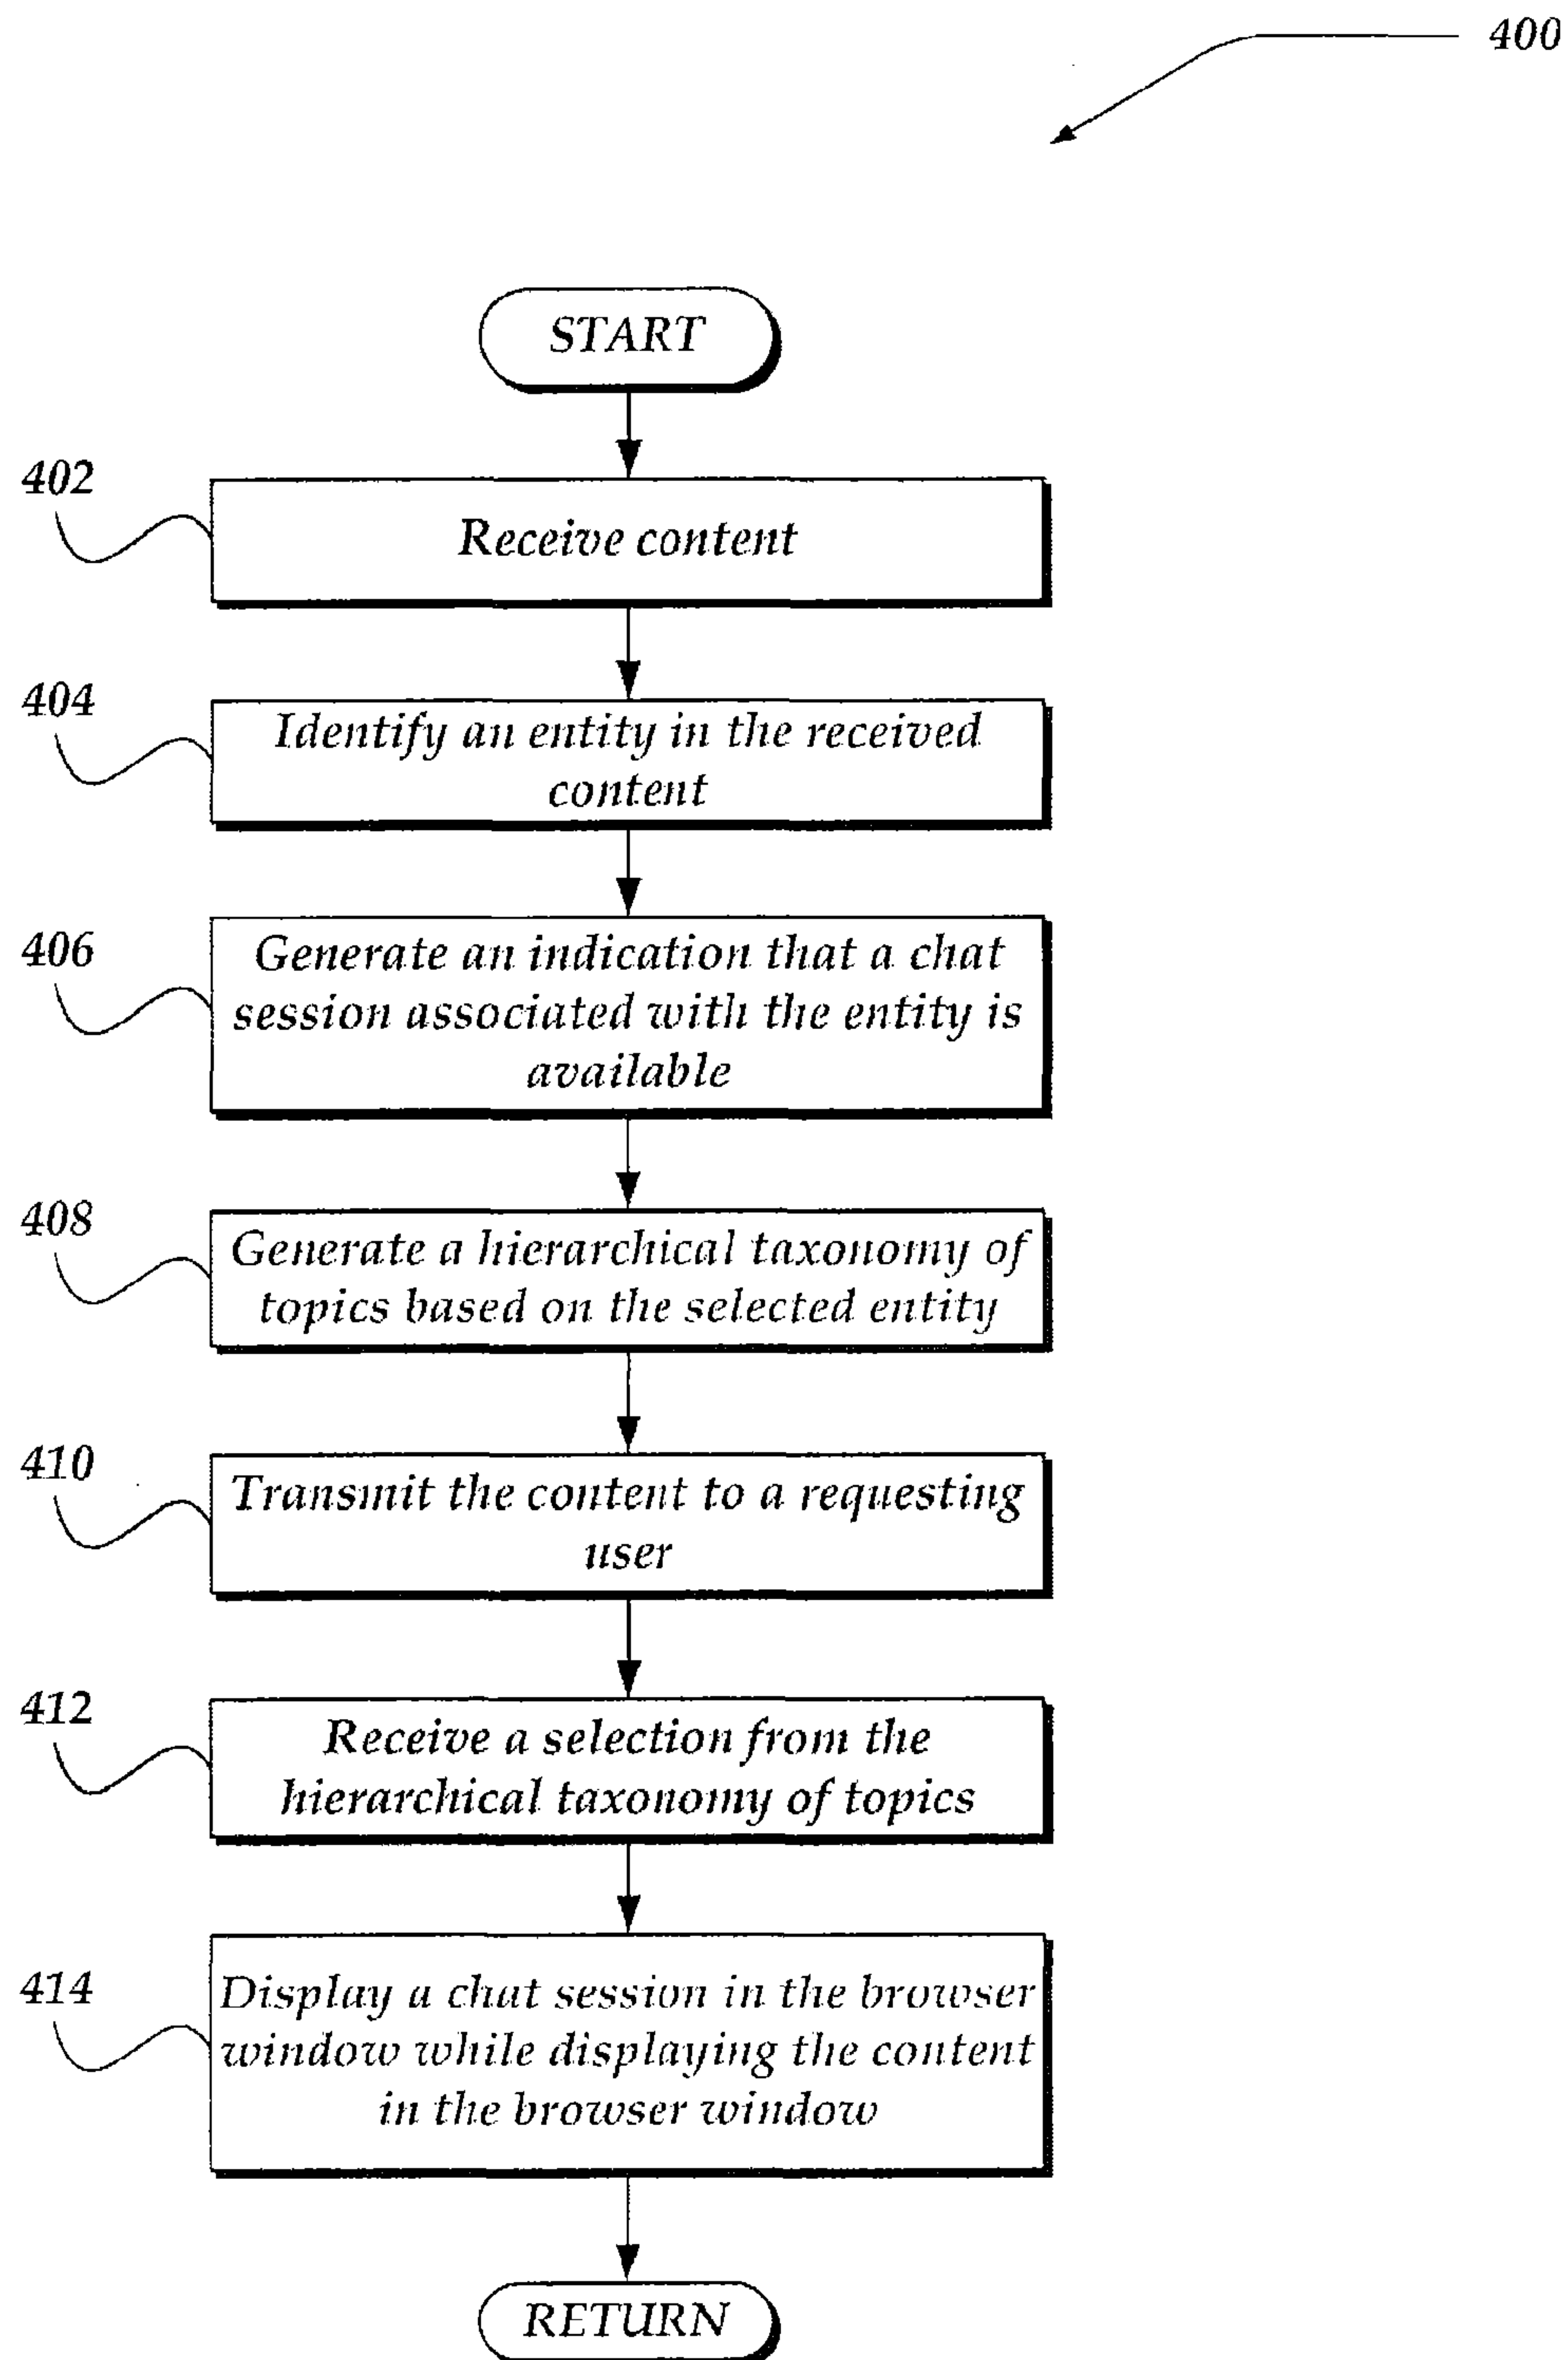 400
START
402
Receive content
404
Identify an entity in the received
content
406
Generate an indication that a chat
session associated with the entity is
available
408
Generate a hierarchical taxonomy of
topics based on the selected entity
410
Transmit the content to a requesting
user
412
Receive a selection from the
hierarchical taxonomy of topics
414
Display a chat session in the browser
window while displaying the content
in the browser window
RETURN